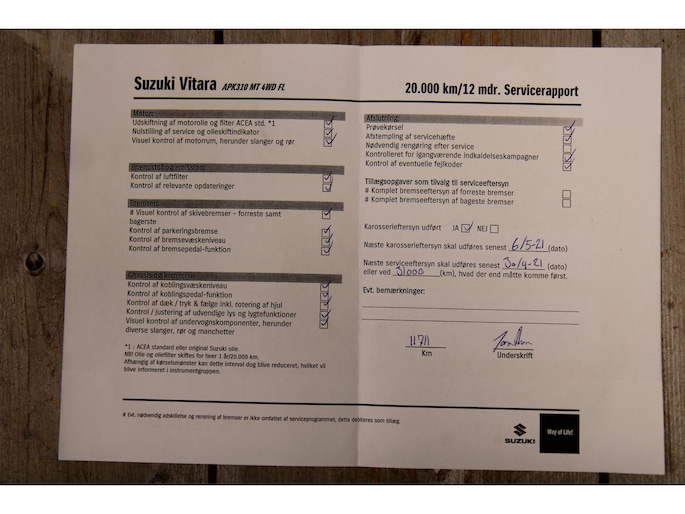 Suzuki Vitara APK310 MT 4WD FL
20.000 km/12 mdr. Servicerapport
Motor:
Udskiftning af motorolie og filter ACEA std. *1
Nulstilling af service og olieskiftindikator
Visuel kontrol af motorrum, herunder slanger og rør
Brændstof og emission:
Kontrol af luftfilter
Kontrol af relevante opdateringer
Bremser:
# Visuel kontrol af skivebremser - forreste samt
bagerste
Kontrol af parkeringsbremse
Kontrol af bremsevæskeniveau
Kontrol af bremsepedal-funktion
Kontrol af koblingsvæskeniveau
Kontrol af koblingspedal-funktion
Kontrol af dæk / tryk & fælge inkl. rotering af hjul
Kontrol / justering af udvendige lys og lygtefunktioner
Visuel kontrol af undervognskomponenter, herunder
diverse slanger, rør og manchetter
*1 : ACEA standard eller original Suzuki olie.
NB! Olie og oliefilter skiftes for hver 1 år/20.000 km.
Afhængig af kørselsmønster kan dette interval dog blive reduceret, hvilket vil
blive informeret i instrumentgruppen.
Afslutning:
Prøvekørsel
Afstempling af servicehæfte
Nødvendig rengøring efter service
Kontrolleret for igangværende indkaldelseskampagner
Kontrol af eventuelle fejlkoder
Tillægsopgaver som tilvalg til serviceeftersyn
# Komplet bremseeftersyn af forreste bremser
# Komplet bremseeftersyn af bageste bremser
Karosserieftersyn udført JA NEJ
Næste karosserieftersyn skal udføres senest 6/5-21 (dato)
Næste serviceeftersyn skal udføres senest 30/4-21 (dato)
eller ved 31000 (km), hvad der end måtte komme først.
Evt. bemærkninger:
11711
Km
Underskrift
# Evt. nødvendig adskillelse og rensning af bremser er ikke omfattet af serviceprogrammet, dette debiteres som tillæg.
SUZUKI
Way of Life!